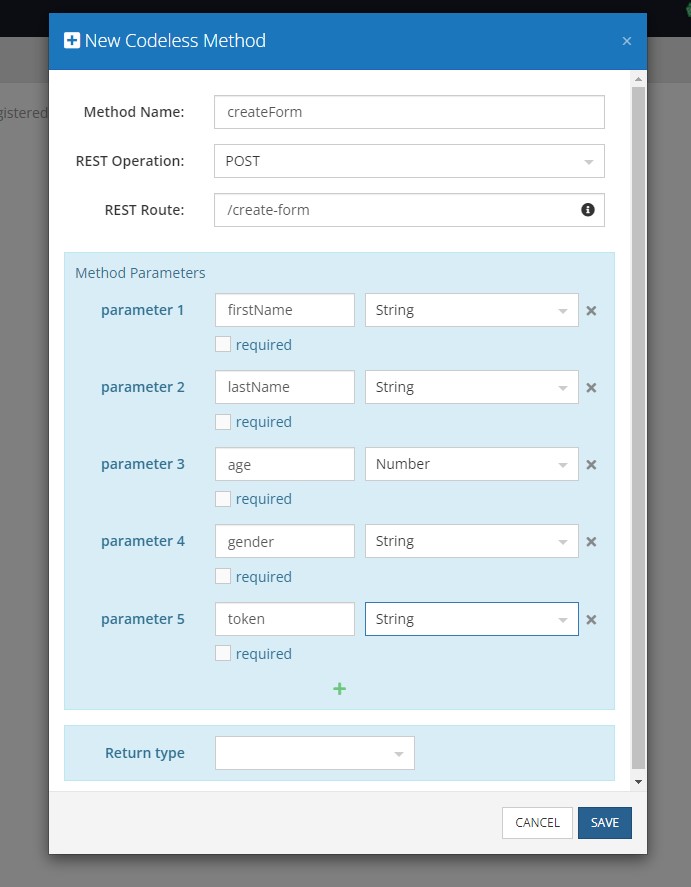 New Codeless Method ×
gistered
Method Name: createForm
REST Operation: POST
REST Route: /create-form
Method Parameters
parameter 1 firstName String
required
parameter 2 lastName String
required
parameter 3 age Number
required
parameter 4 gender String
required
parameter 5 token String
required
Return type
CANCEL SAVE